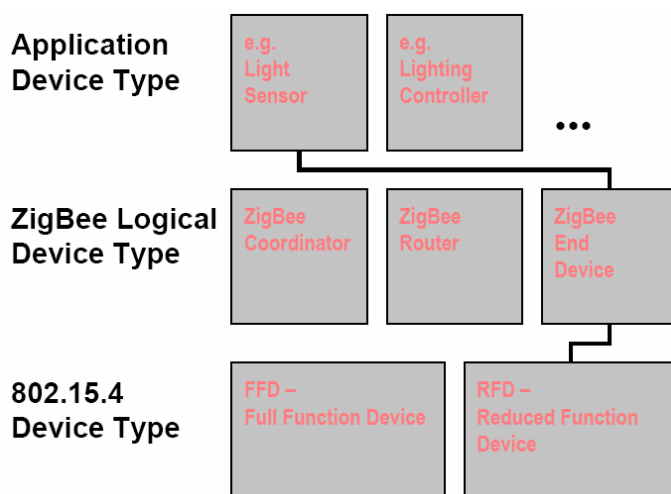 Application
Device Type
e.g.
Light
Sensor
e.g.
Lighting
Controller
...
ZigBee Logical
Device Type
ZigBee
Coordinator
ZigBee
Router
ZigBee
End
Device
802.15.4
Device Type
FFD –
Full Function Device
RFD –
Reduced Function
Device